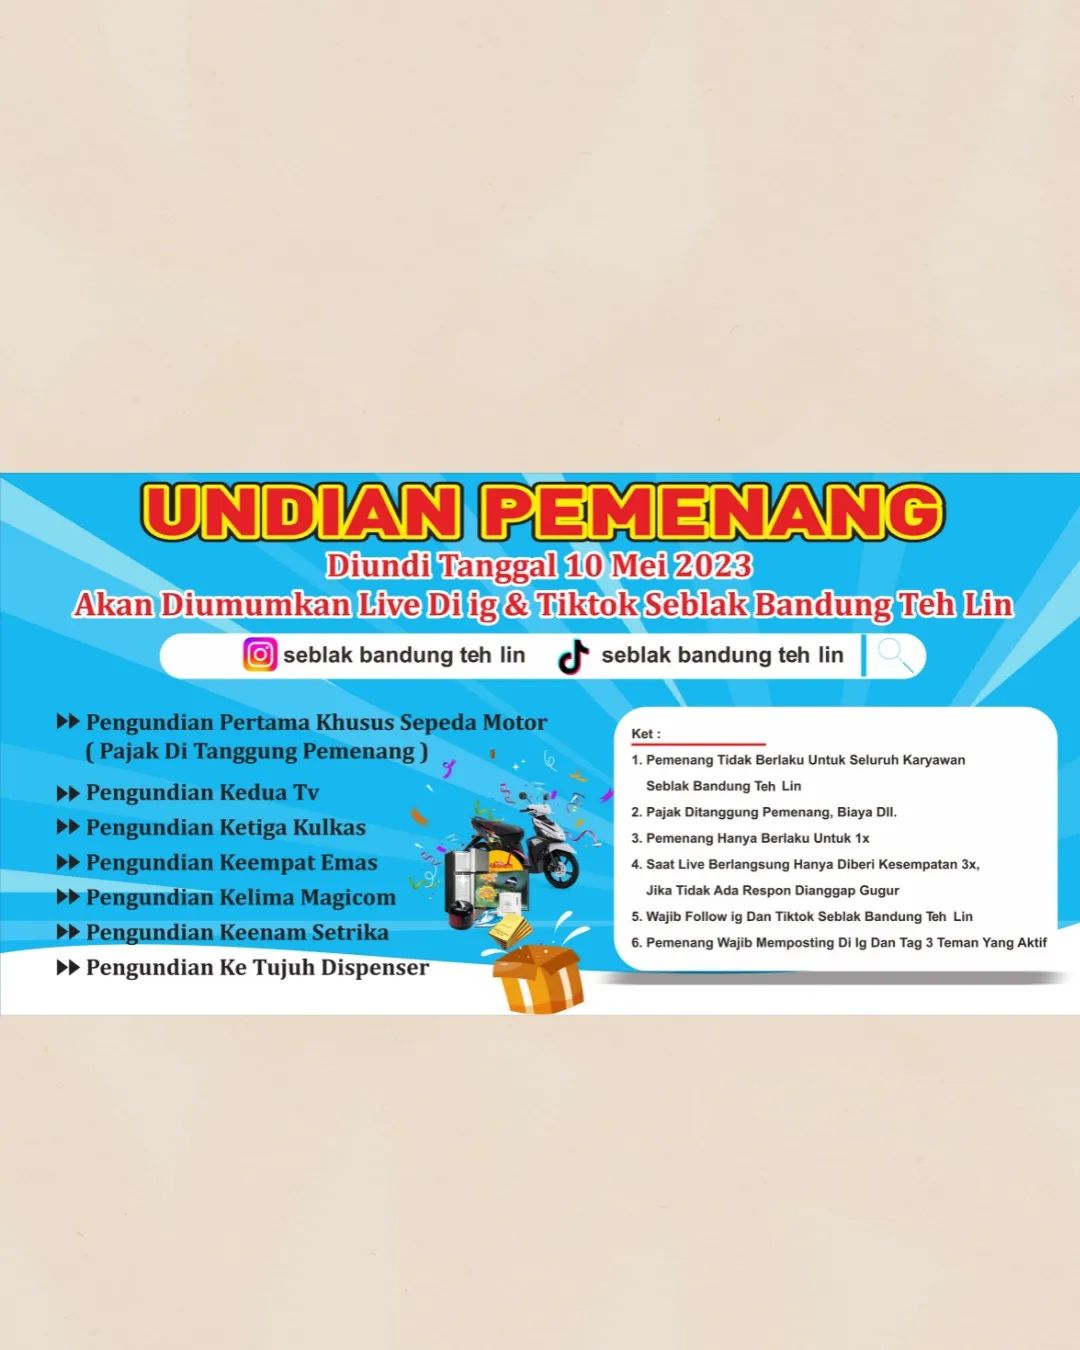 UNDIAN PEMENANG
Diundi Tanggal 10 Mei 2023
Akan Diumumkan Live Di ig & Tiktok Seblak Bandung Teh Lin
seblak bandung teh lin seblak bandung teh lin
Pengundian Pertama Khusus Sepeda Motor
( Pajak Di Tanggung Pemenang )
Pengundian Kedua Tv
Pengundian Ketiga Kulkas
Pengundian Keempat Emas
Pengundian Kelima Magicom
Pengundian Keenam Setrika
Pengundian Ke Tujuh Dispenser
Ket :
1. Pemenang Tidak Berlaku Untuk Seluruh Karyawan
Seblak Bandung Teh Lin
2. Pajak Ditanggung Pemenang, Biaya Dll.
3. Pemenang Hanya Berlaku Untuk 1x
4. Saat Live Berlangsung Hanya Diberi Kesempatan 3x,
Jika Tidak Ada Respon Dianggap Gugur
5. Wajib Follow ig Dan Tiktok Seblak Bandung Teh Lin
6. Pemenang Wajib Memposting Di Ig Dan Tag 3 Teman Yang Aktif